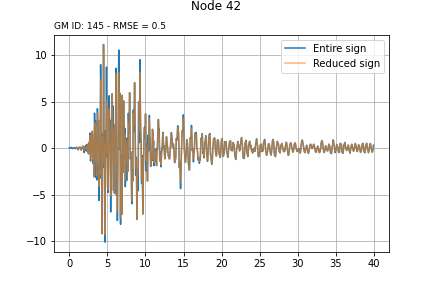 Node 42
GM ID: 145 - RMSE = 0.5
Entire sign
Reduced sign
10
5
0
−5
−10
0 5 10 15 20 25 30 35 40